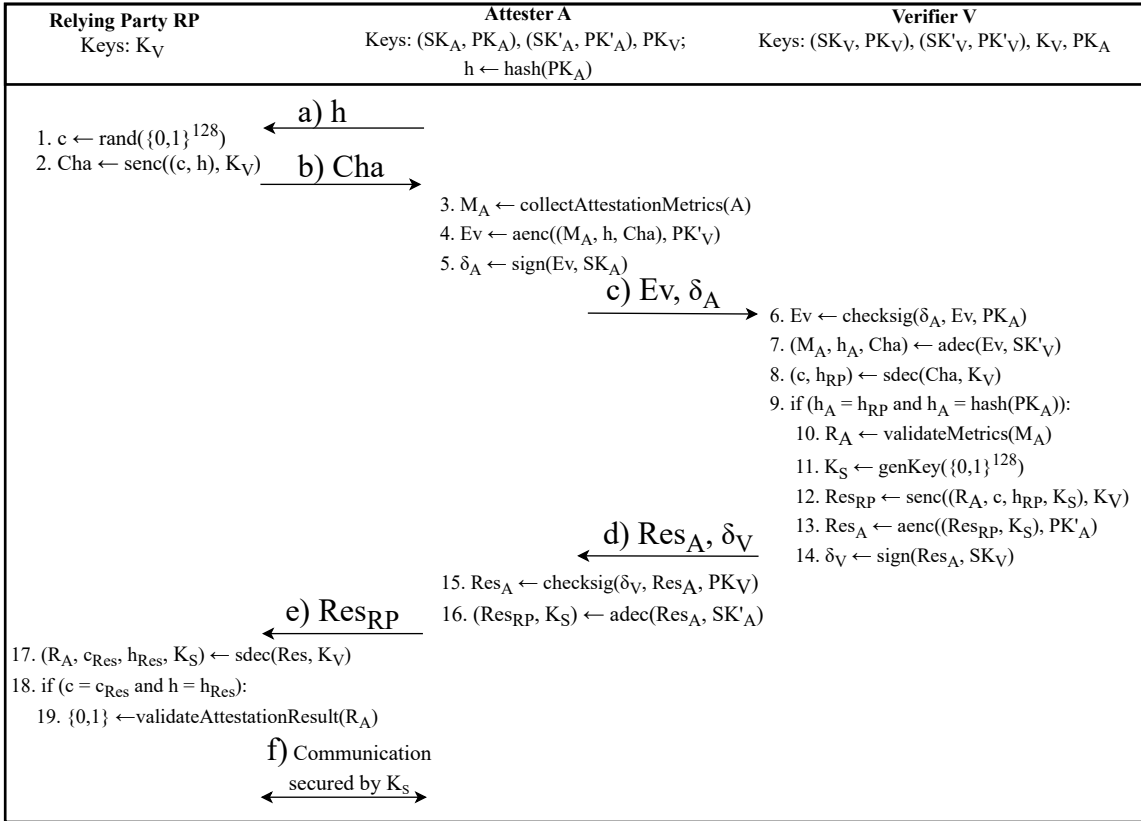 Relying Party RP
Keys: K_V
Attester A
Keys: (SK_A, PK_A), (SK'_A, PK'_A), PK_V;
h ← hash(PK_A)
Verifier V
Keys: (SK_V, PK_V), (SK'_V, PK'_V), K_V, PK_A
a) h
1. c ← rand({0,1}^128)
2. Cha ← senc((c, h), K_V)
b) Cha
3. M_A ← collectAttestationMetrics(A)
4. Ev ← aenc((M_A, h, Cha), PK'_V)
5. δ_A ← sign(Ev, SK_A)
c) Ev, δ_A
6. Ev ← checksig(δ_A, Ev, PK_A)
7. (M_A, h_A, Cha) ← adec(Ev, SK'_V)
8. (c, h_RP) ← sdec(Cha, K_V)
9. if (h_A = h_RP and h_A = hash(PK_A)):
10. R_A ← validateMetrics(M_A)
11. K_S ← genKey({0,1}^128)
12. Res_RP ← senc((R_A, c, h_RP, K_S), K_V)
13. Res_A ← aenc((Res_RP, K_S), PK'_A)
14. δ_V ← sign(Res_A, SK_V)
d) Res_A, δ_V
15. Res_A ← checksig(δ_V, Res_A, PK_V)
16. (Res_RP, K_S) ← adec(Res_A, SK'_A)
e) Res_RP
17. (R_A, c_Res, h_Res, K_S) ← sdec(Res, K_V)
18. if (c = c_Res and h = h_Res):
19. {0,1} ←validateAttestationResult(R_A)
f) Communication
secured by K_S